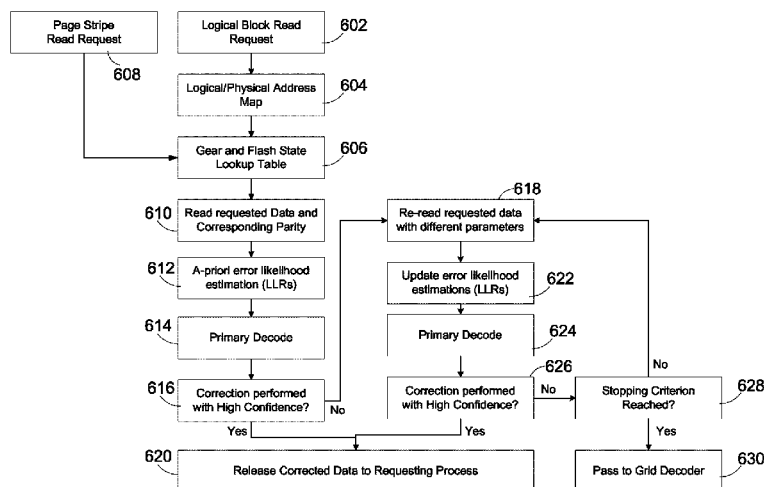 Page Stripe
Read Request
608
Logical Block Read
Request
602
Logical/Physical Address
Map
604
Gear and Flash State
Lookup Table
606
610
Read requested Data and
Corresponding Parity
618
Re-read requested data
with different parameters
612
A-priori error likelihood
estimation (LLRs)
Update error likelihood
estimations (LLRs)
622
614
Primary Decode
Primary Decode
624
616
Correction performed
with High Confidence?
No
Yes
626
Correction performed
with High Confidence?
No
Yes
Stopping Criterion
Reached?
628
No
Yes
620
Release Corrected Data to Requesting Process
Pass to Grid Decoder
630